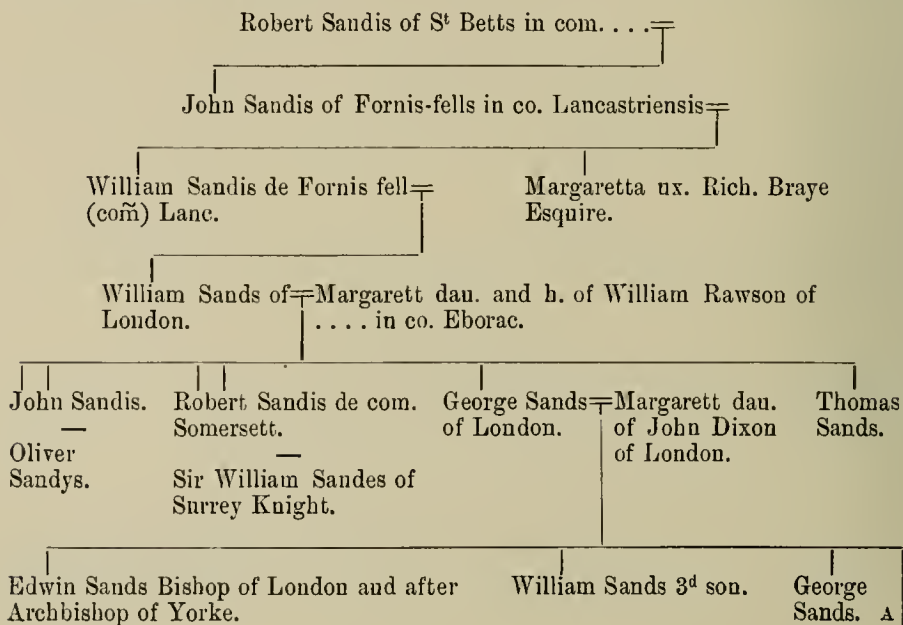 Robert Sandis of Sᵗ Betts in com. . . .
John Sandis of Fornis-fells in co. Lancastriensis
William Sandis de Fornis fell
(com̃) Lanc.
Margaretta ux. Rich. Braye
Esquire.
William Sands of
London.
Margarett dau. and h. of William Rawson of
. . . . in co. Eborac.
John Sandis.
—
Oliver
Sandys.
Robert Sandis de com.
Somersett.
—
Sir William Sandes of
Surrey Knight.
George Sands
of London.
Margarett dau.
of John Dixon
of London.
Thomas
Sands.
Edwin Sands Bishop of London and after
Archbishop of Yorke.
William Sands 3ᵈ son.
George
Sands. A